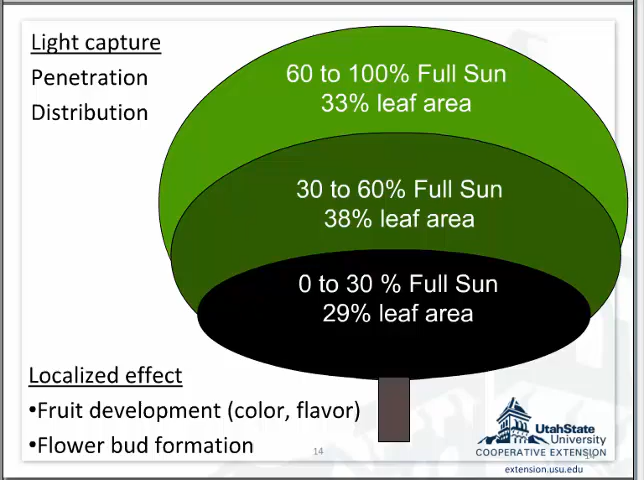 Light capture
Penetration
Distribution
60 to 100% Full Sun
33% leaf area
30 to 60% Full Sun
38% leaf area
0 to 30 % Full Sun
29% leaf area
Localized effect
•Fruit development (color, flavor)
•Flower bud formation
14
UtahState
University
COOPERATIVE EXTENSION
extension.usu.edu